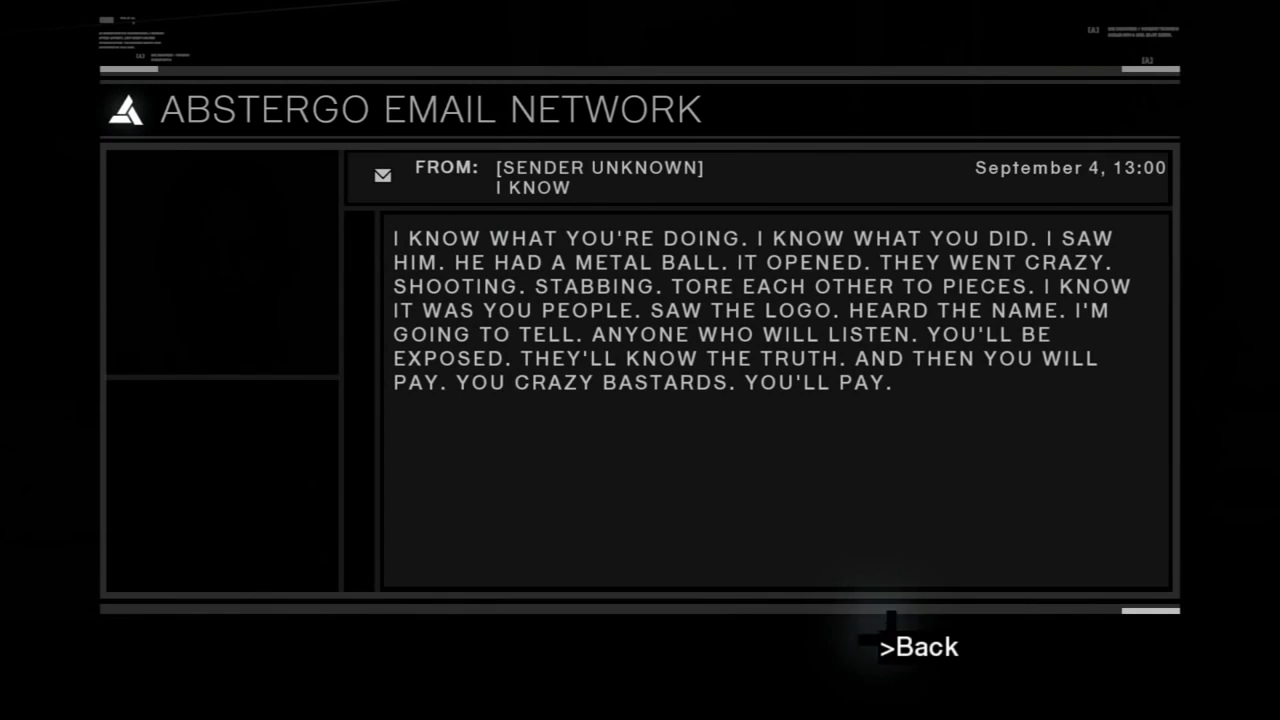 ABSTERGO EMAIL NETWORK
FROM: [SENDER UNKNOWN] September 4, 13:00
I KNOW
I KNOW WHAT YOU'RE DOING. I KNOW WHAT YOU DID. I SAW
HIM. HE HAD A METAL BALL. IT OPENED. THEY WENT CRAZY.
SHOOTING. STABBING. TORE EACH OTHER TO PIECES. I KNOW
IT WAS YOU PEOPLE. SAW THE LOGO. HEARD THE NAME. I'M
GOING TO TELL. ANYONE WHO WILL LISTEN. YOU'LL BE
EXPOSED. THEY'LL KNOW THE TRUTH. AND THEN YOU WILL
PAY. YOU CRAZY BASTARDS. YOU'LL PAY.
>Back